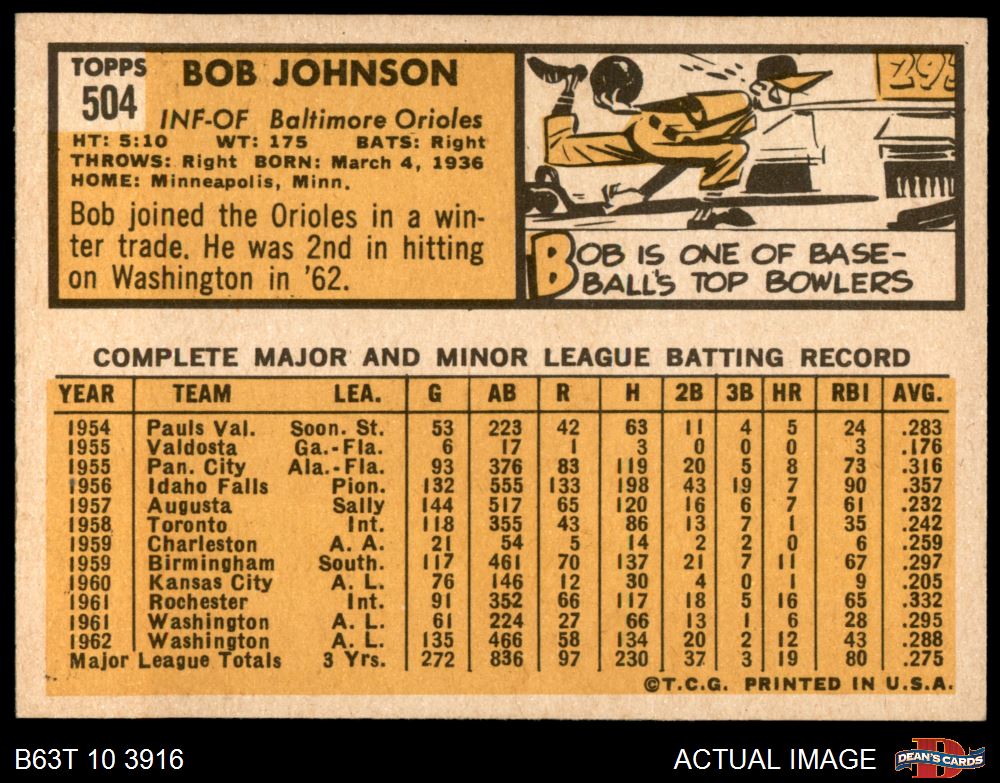 TOPPS
504
BOB JOHNSON
INF-OF Baltimore Orioles
HT: 5:10 WT: 175 BATS: Right
THROWS: Right BORN: March 4, 1936
HOME: Minneapolis, Minn.
Bob joined the Orioles in a win-
ter trade. He was 2nd in hitting
on Washington in '62.
BOB IS ONE OF BASE-
BALL'S TOP BOWLERS
COMPLETE MAJOR AND MINOR LEAGUE BATTING RECORD
YEAR TEAM LEA. G AB R H 2B 3B HR RBI AVG.
1954 Pauls Val. Soon. St. 53 223 42 63 11 4 5 24 .283
1955 Valdosta Ga.-Fla. 6 17 1 3 0 0 0 3 .176
1955 Pan. City Ala.-Fla. 93 376 83 119 20 5 8 73 .316
1956 Idaho Falls Pion. 132 555 133 198 43 19 7 90 .357
1957 Augusta Sally 144 517 65 120 16 6 7 61 .232
1958 Toronto Int. 118 355 43 86 13 7 1 35 .242
1959 Charleston A. A. 21 54 5 14 2 2 0 6 .259
1959 Birmingham South. 117 461 70 137 21 7 11 67 .297
1960 Kansas City A. L. 76 146 12 30 4 0 1 9 .205
1961 Rochester Int. 91 352 66 117 18 5 16 65 .332
1961 Washington A. L. 61 224 27 66 13 1 6 28 .295
1962 Washington A. L. 135 466 58 134 20 2 12 43 .288
Major League Totals 3 Yrs. 272 836 97 230 37 3 19 80 .275
©T.C.G. PRINTED IN U.S.A.
B63T 10 3916
ACTUAL IMAGE
DEAN'S CARDS